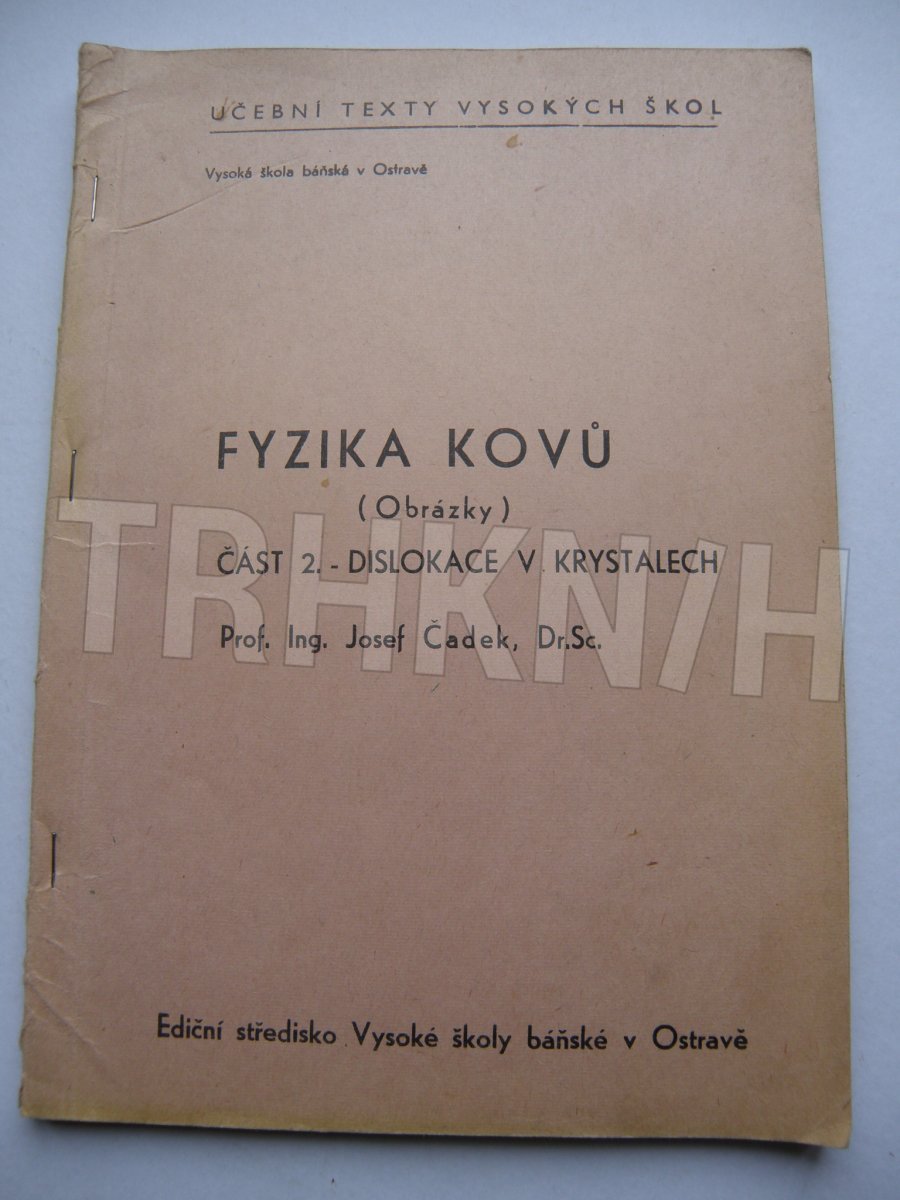 UČEBNÍ TEXTY VYSOKÝCH ŠKOL
Vysoká škola báňská v Ostravě
FYZIKA KOVŮ
(Obrázky)
ČÁST 2. - DISLOKACE V KRYSTALECH
Prof. Ing. Josef Čadek, Dr.Sc.
TRHKNIH
Ediční středisko Vysoké školy báňské v Ostravě